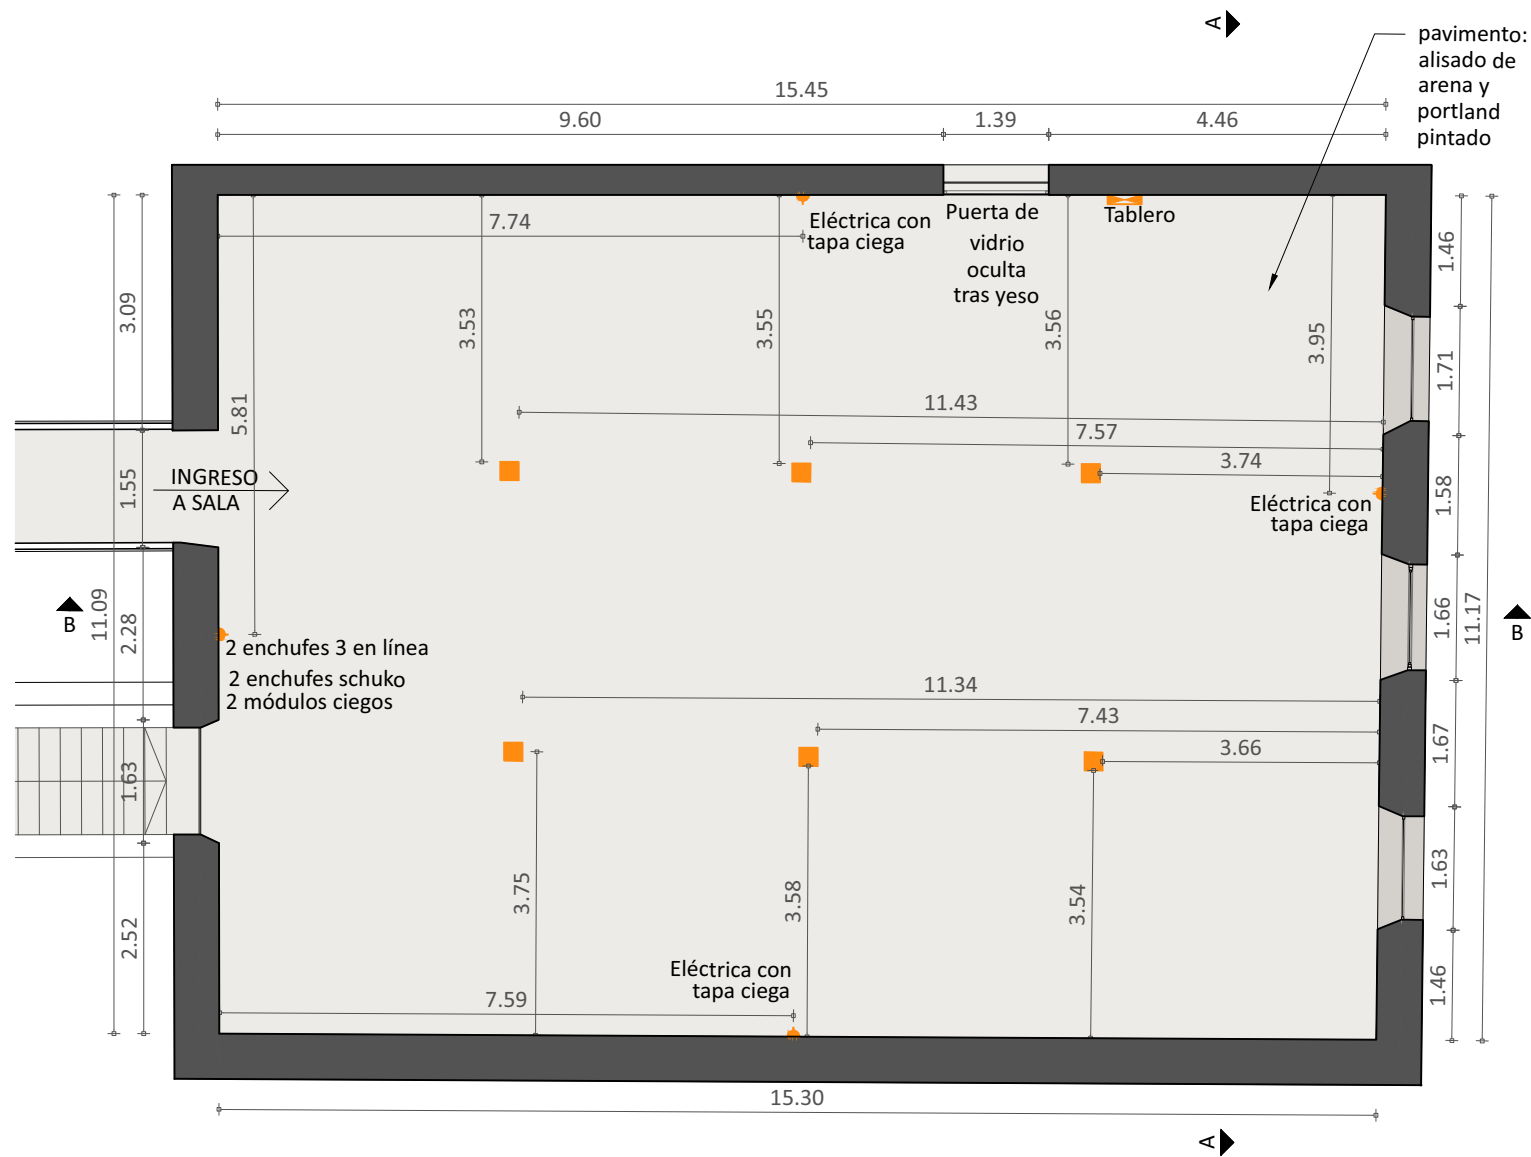 A
pavimento:
alisado de
arena y
portland
pintado
15.45
9.60
1.39
4.46
7.74
Eléctrica con
tapa ciega
Puerta de
vidrio
oculta
tras yeso
Tablero
1.46
3.09
3.53
3.55
3.56
3.95
1.71
5.81
11.43
7.57
3.74
INGRESO
A SALA
1.55
Eléctrica con
tapa ciega
1.58
B
11.09
2.28
2 enchufes 3 en línea
2 enchufes schuko
2 módulos ciegos
1.66
11.17
B
11.34
7.43
3.66
1.67
1.63
3.75
3.58
3.54
1.63
2.52
Eléctrica con
tapa ciega
7.59
1.46
15.30
A